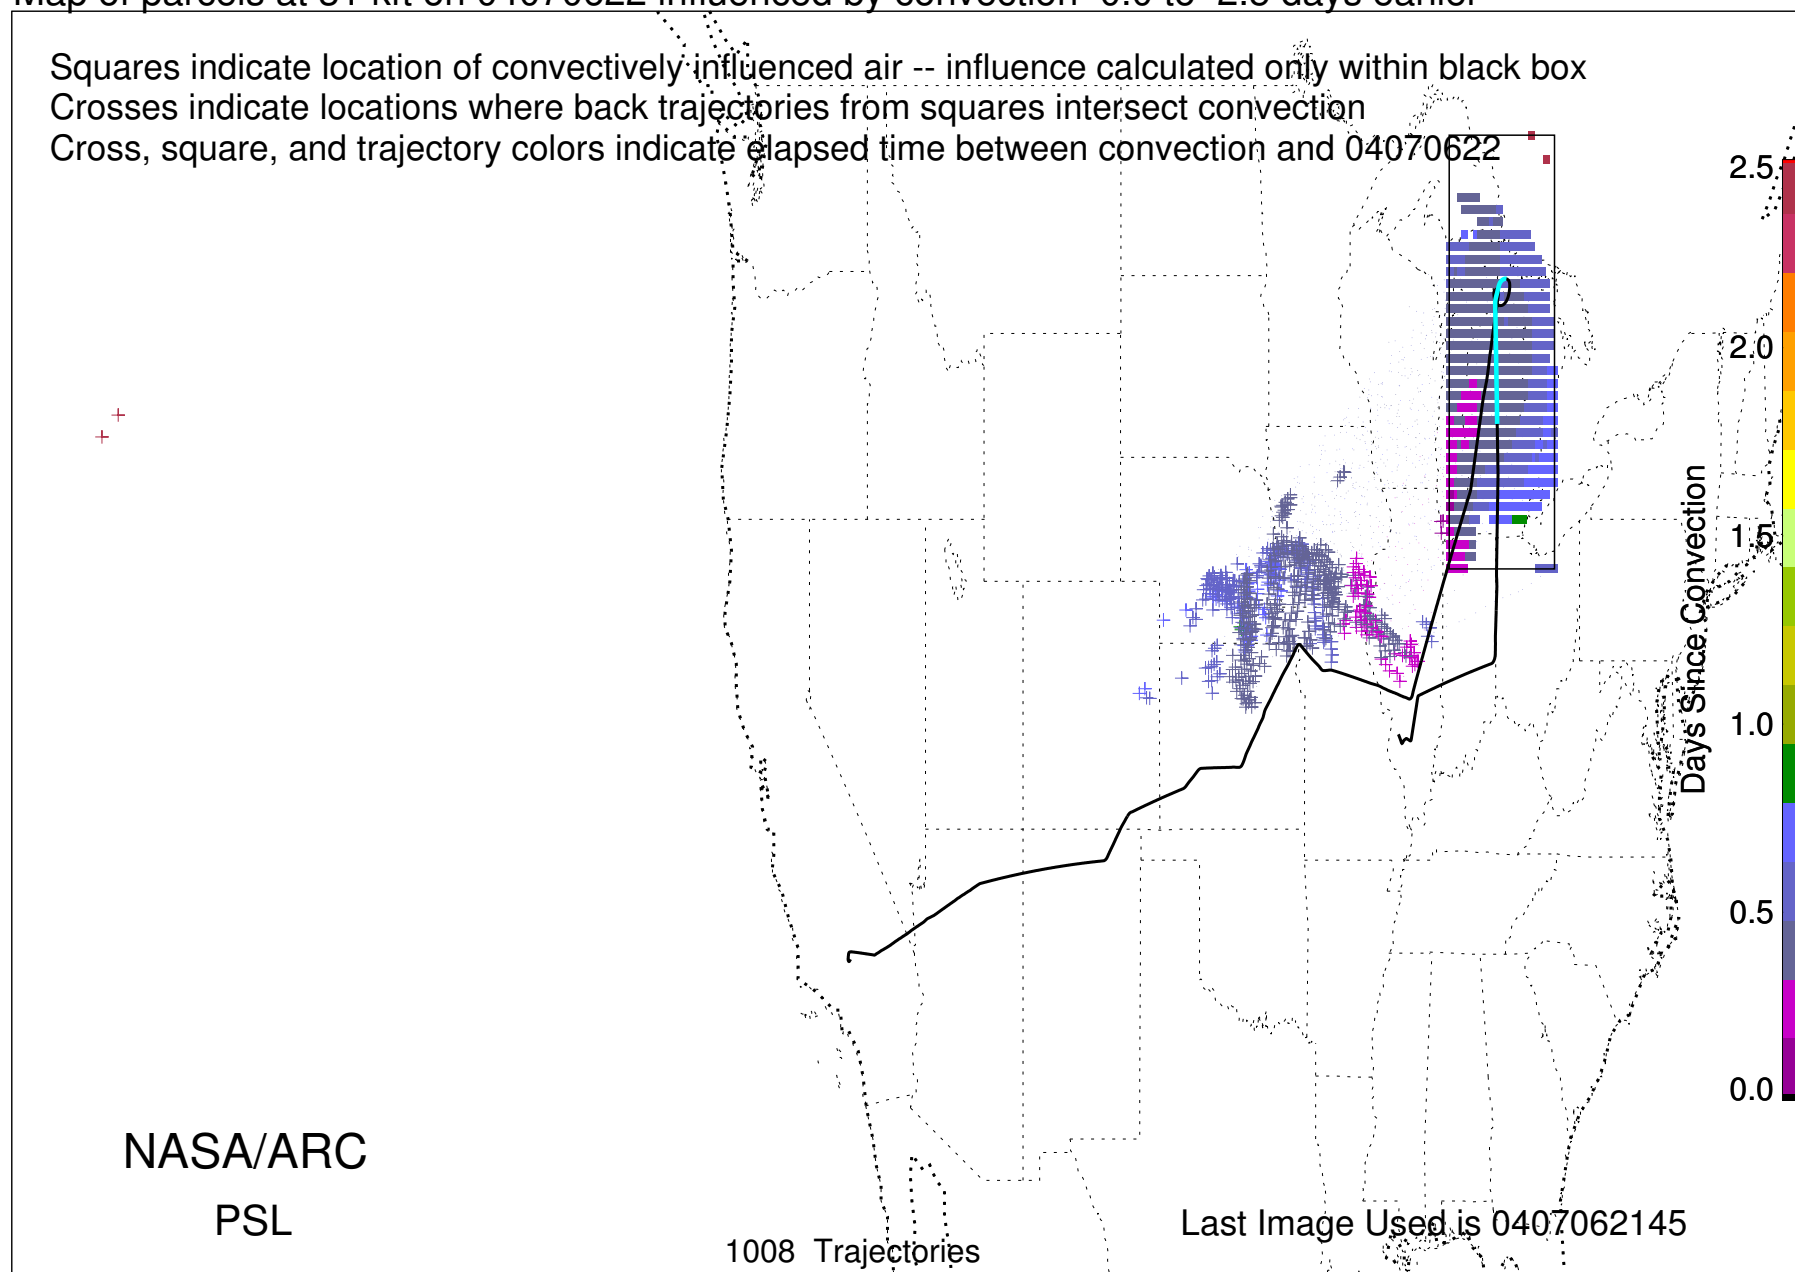 Squares indicate location of convectively influenced air -- influence calculated only within black box
Crosses indicate locations where back trajectories from squares intersect convection
Cross, square, and trajectory colors indicate elapsed time between convection and 04070622
2.5
2.0
1.5
1.0
0.5
0.0
Days Since Convection
NASA/ARC
PSL
1008 Trajectories
Last Image Used is 0407062145